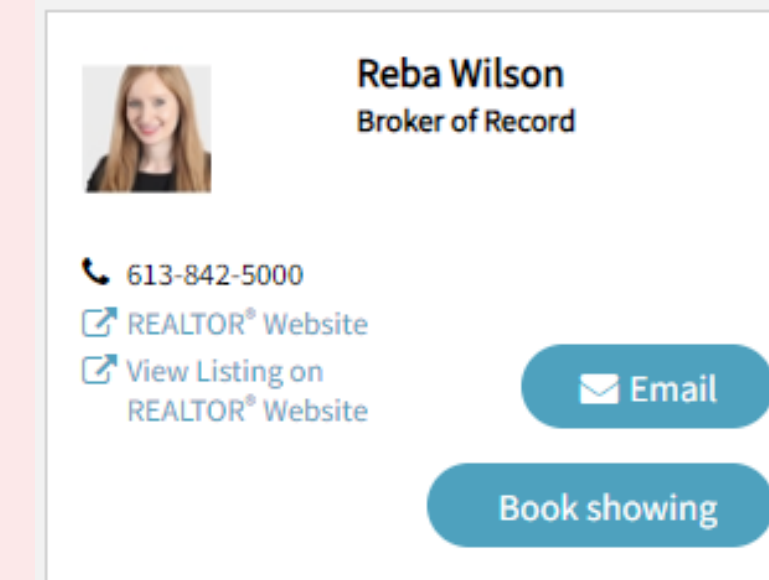 Reba Wilson
Broker of Record
613-842-5000
REALTOR® Website
View Listing on
REALTOR® Website
Email
Book showing